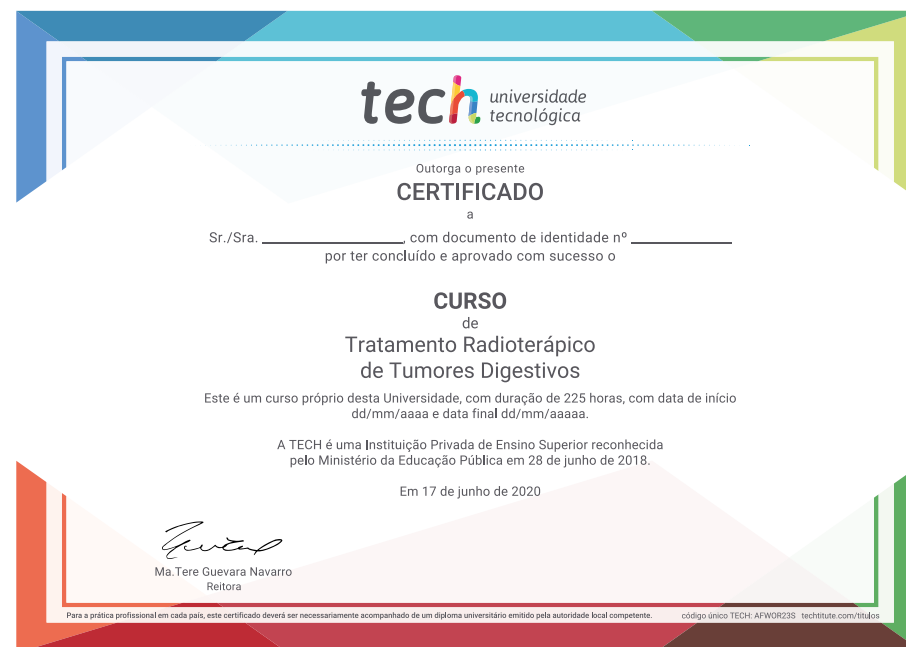 tech universidade
tecnológica
Outorga o presente
CERTIFICADO
a
Sr./Sra. ____________, com documento de identidade nº ____________
por ter concluído e aprovado com sucesso o
CURSO
de
Tratamento Radioterápico
de Tumores Digestivos
Este é um curso próprio desta Universidade, com duração de 225 horas, com data de início
dd/mm/aaaa e data final dd/mm/aaaaa.
A TECH é uma Instituição Privada de Ensino Superior reconhecida
pelo Ministério da Educação Pública em 28 de junho de 2018.
Em 17 de junho de 2020
Ma.Tere Guevara Navarro
Reitora
Para a prática profissional em cada país, este certificado deverá ser necessariamente acompanhado de um diploma universitário emitido pela autoridade local competente. código único TECH: AFWOR23S techtitute.com/titulos